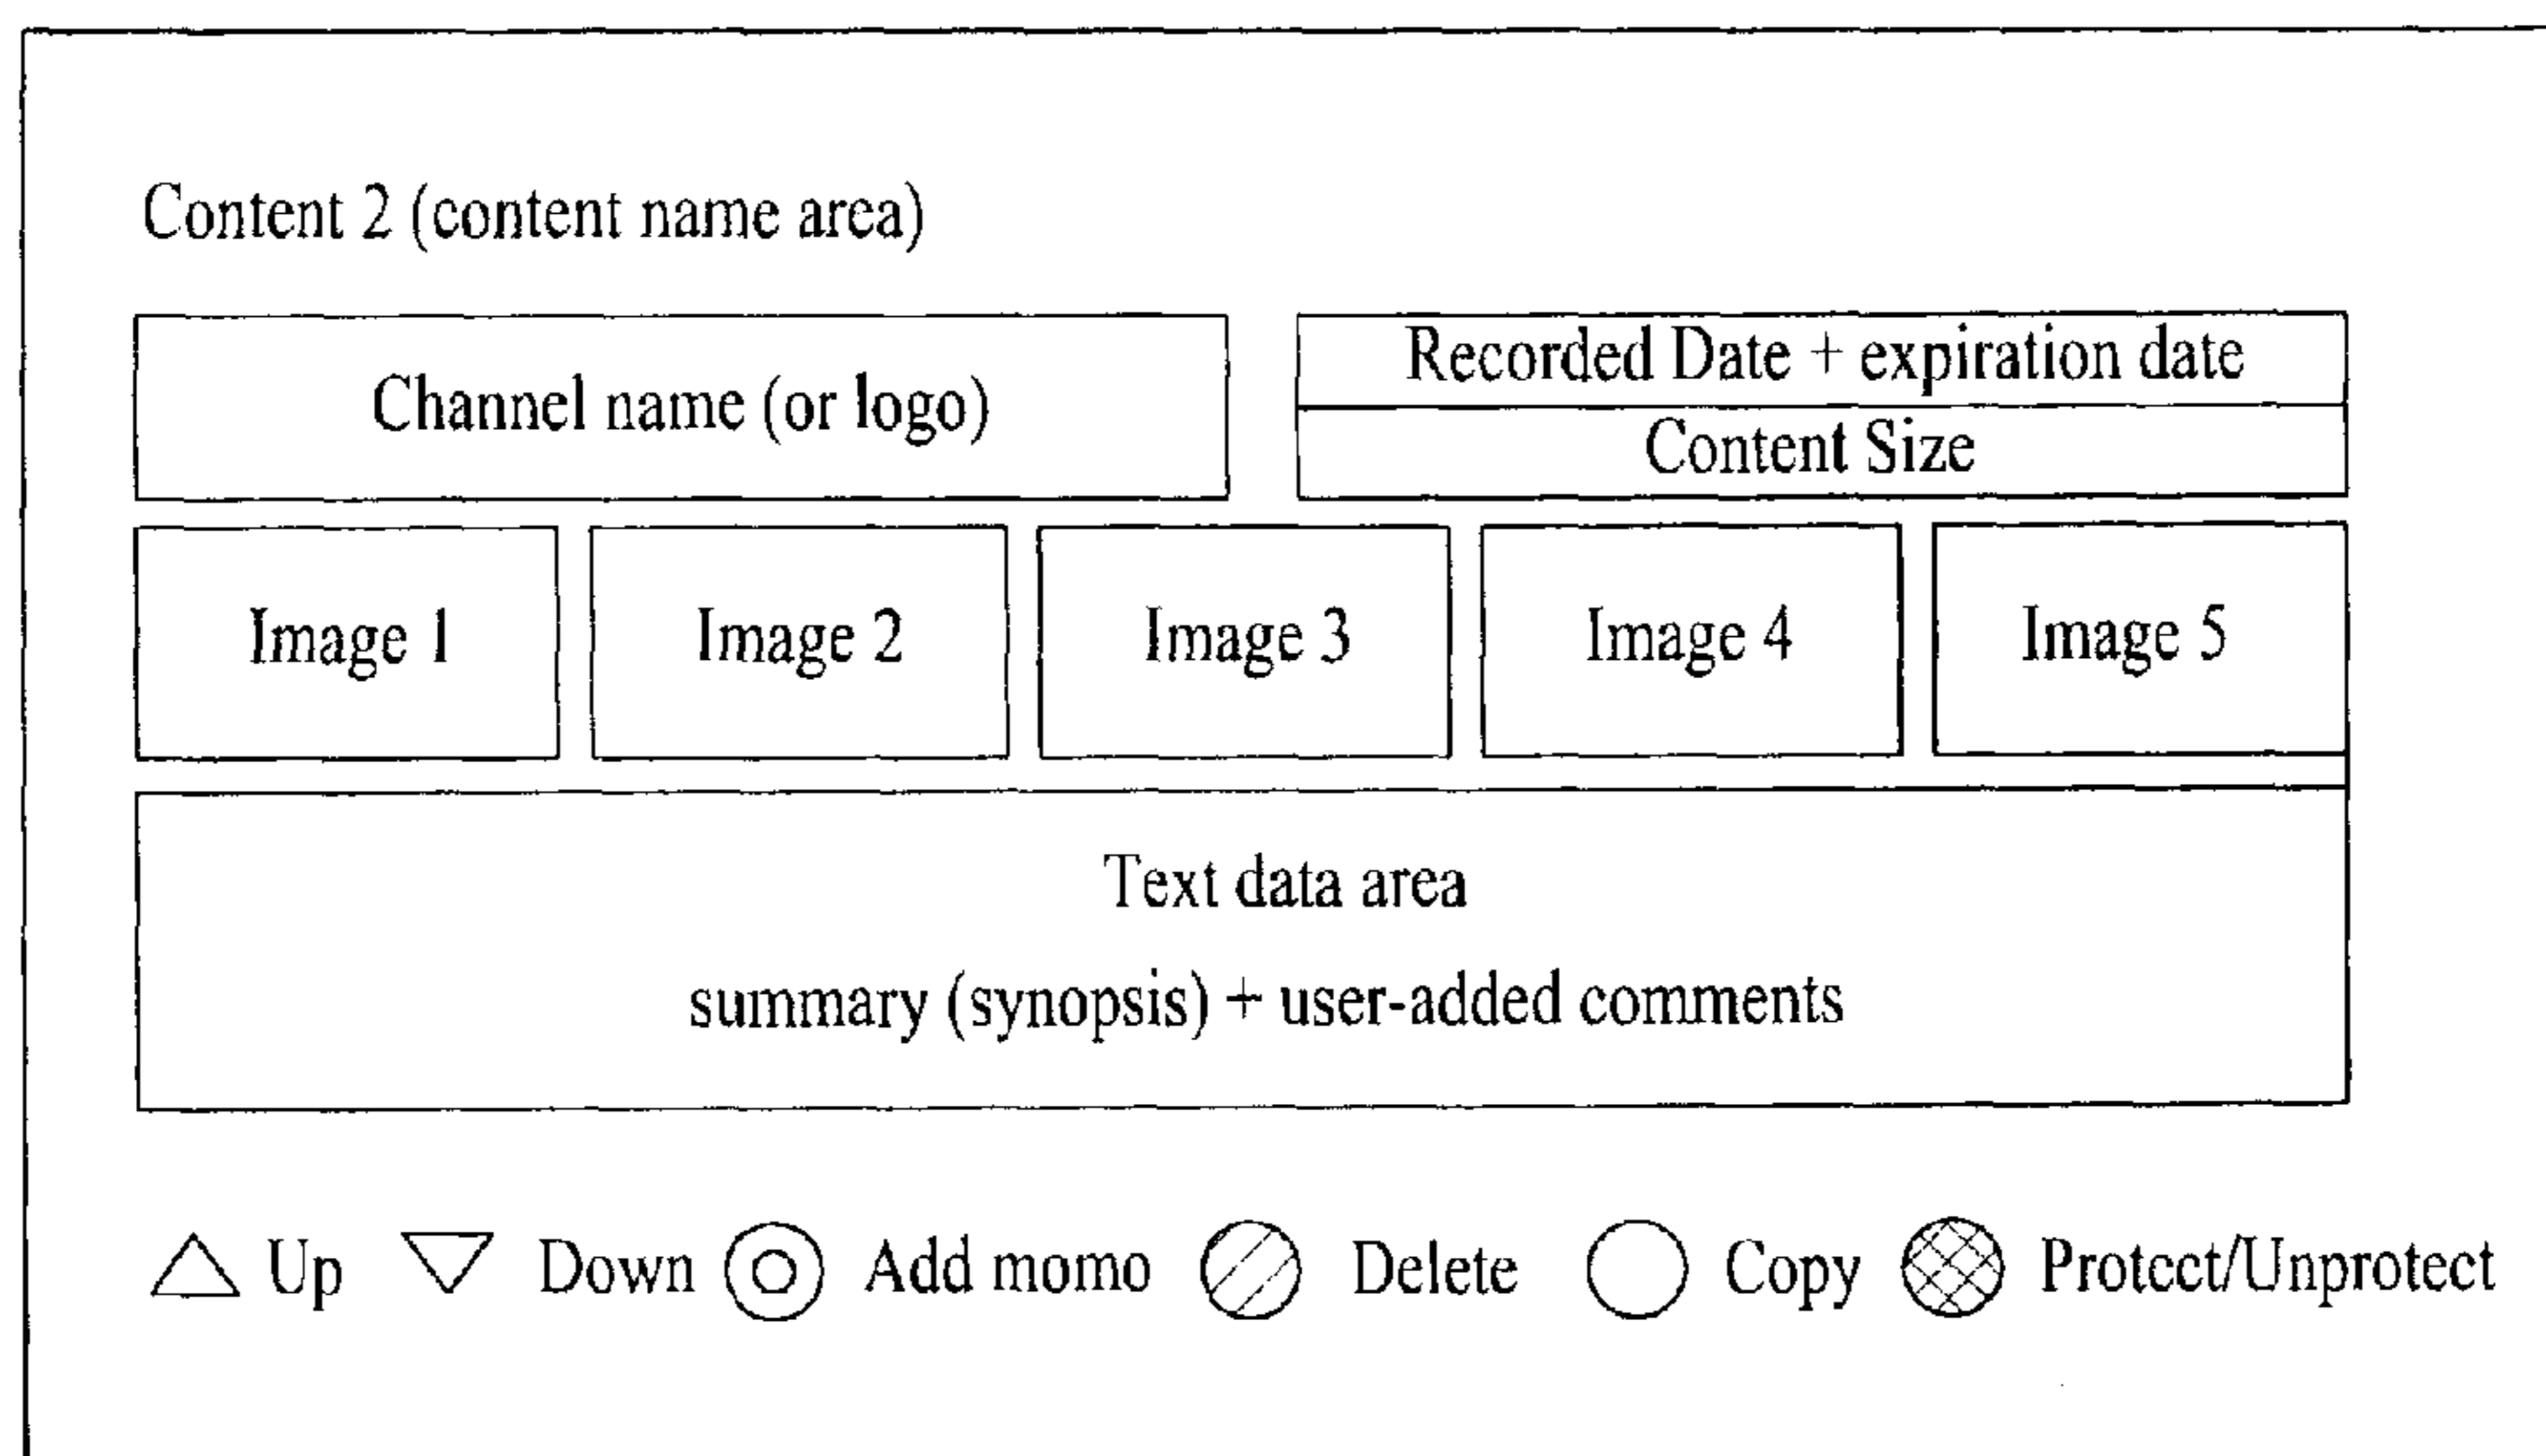 Content 2 (content name area)
Channel name (or logo)
Recorded Date + expiration date
Content Size
Image 1
Image 2
Image 3
Image 4
Image 5
Text data area
summary (synopsis) + user-added comments
Up
Down
Add momo
Delete
Copy
Protect/Unprotect